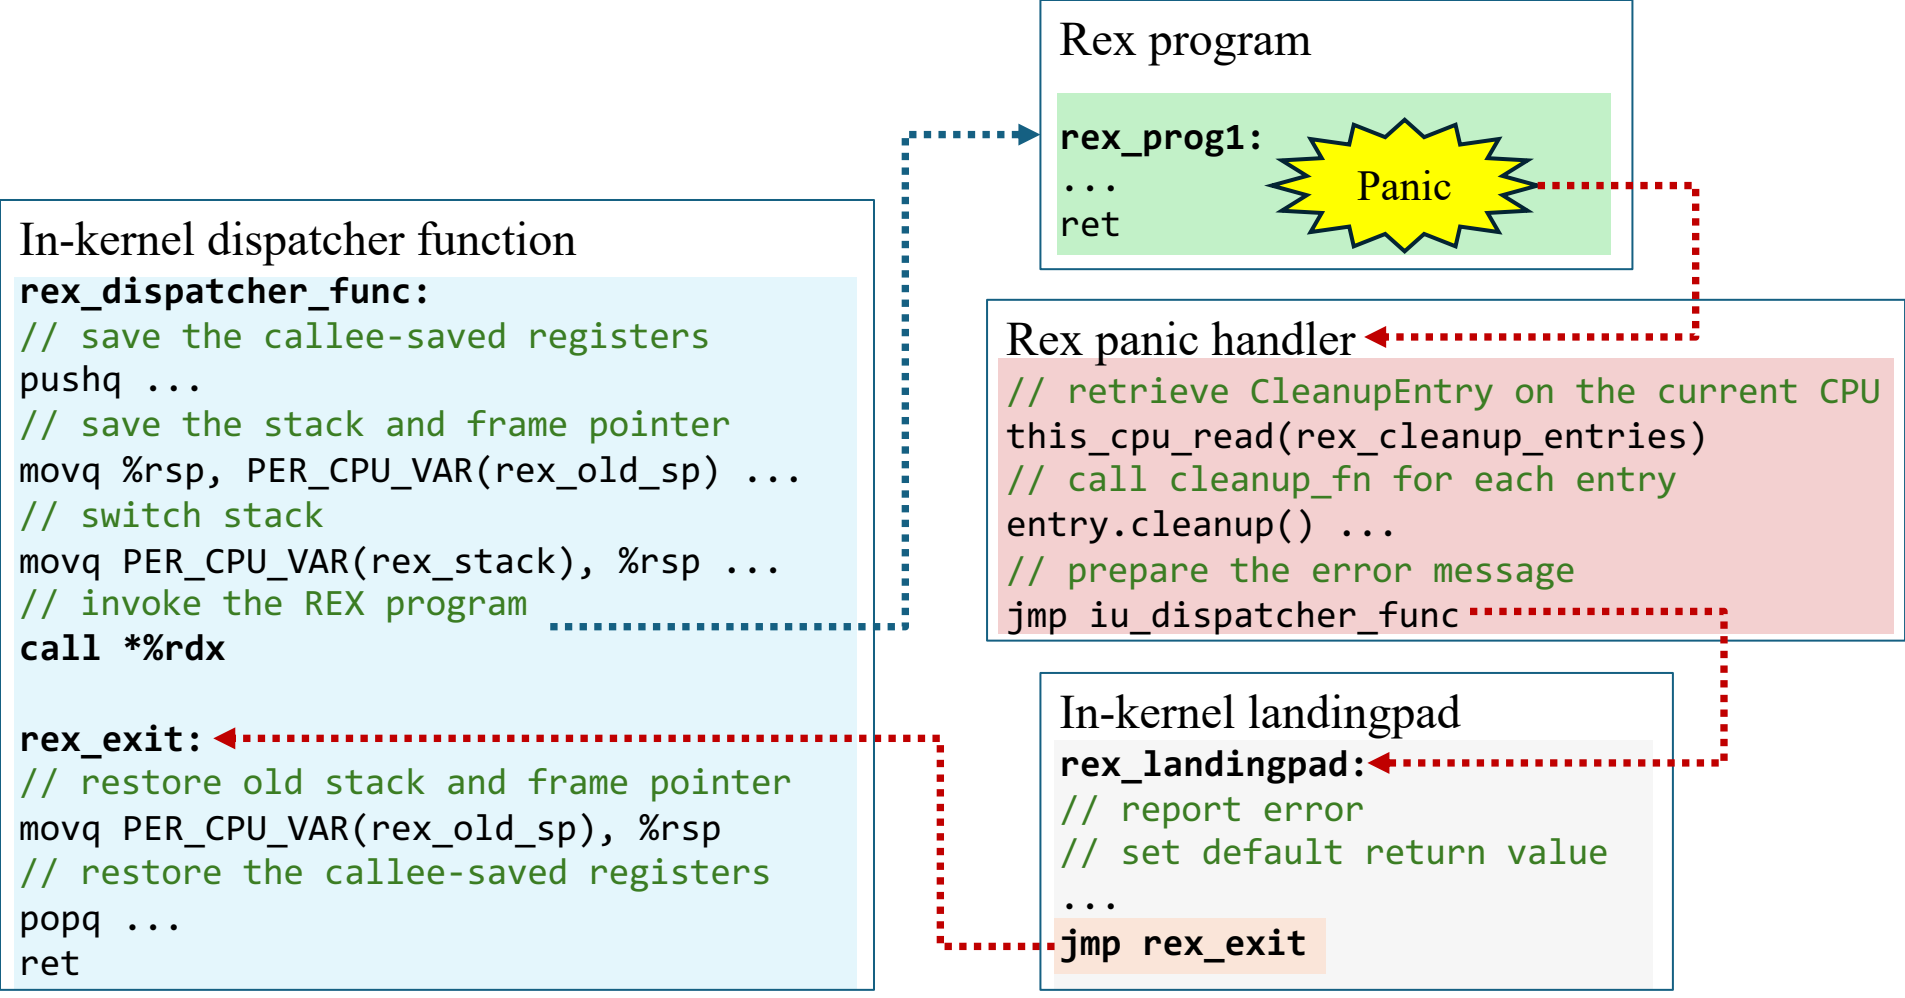 In-kernel dispatcher function
rex_dispatcher_func:
// save the callee-saved registers
pushq ...
// save the stack and frame pointer
movq %rsp, PER_CPU_VAR(rex_old_sp) ...
// switch stack
movq PER_CPU_VAR(rex_stack), %rsp ...
// invoke the REX program
call *%rdx
rex_exit:
// restore old stack and frame pointer
movq PER_CPU_VAR(rex_old_sp), %rsp
// restore the callee-saved registers
popq ...
ret
Rex program
rex_prog1:
...
ret
Panic
Rex panic handler
// retrieve CleanupEntry on the current CPU
this_cpu_read(rex_cleanup_entries)
// call cleanup_fn for each entry
entry.cleanup() ...
// prepare the error message
jmp iu_dispatcher_func
In-kernel landingpad
rex_landingpad:
// report error
// set default return value
...
jmp rex_exit